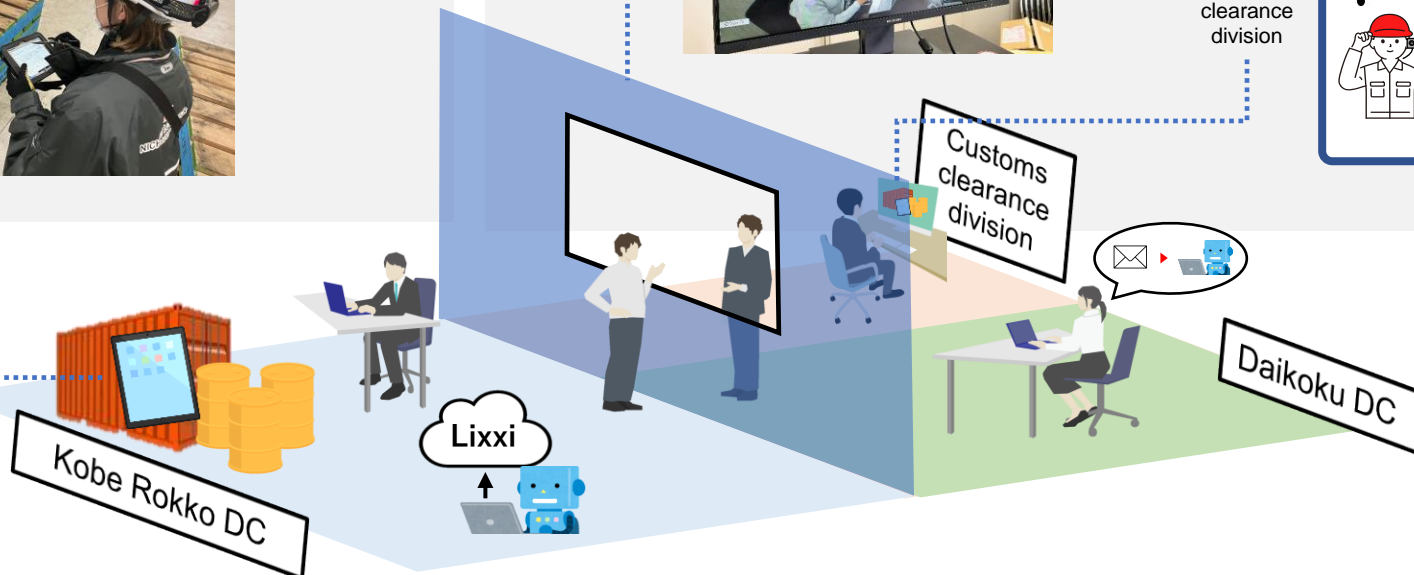 clearance
division
Customs
clearance
division
Daikoku DC
Lixxi
Kobe Rokko DC